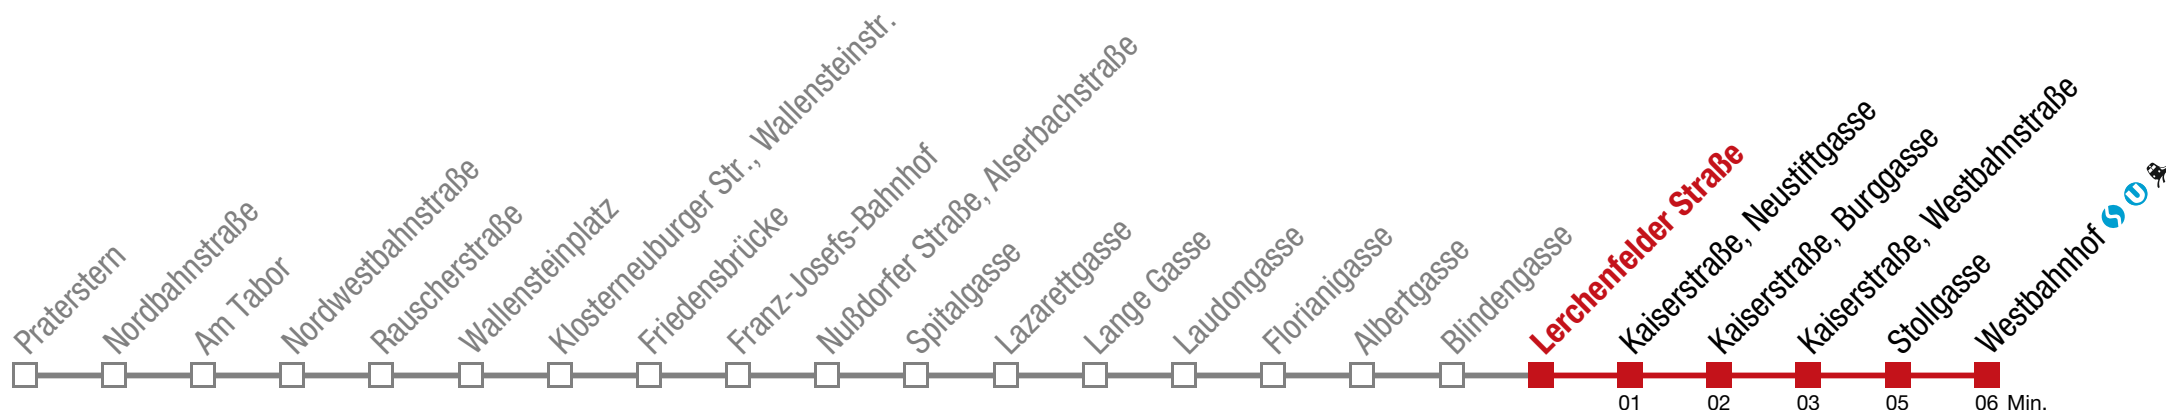 Praterstern
Nordbahnstraße
Am Tabor
Nordwestbahnstraße
Rauscherstraße
Wallensteinplatz
Klosterneuburger Str., Wallensteinstr.
Friedensbrücke
Franz-Josefs-Bahnhof
Nußdorfer Straße, Alserbachstraße
Spitalgasse
Lazarettgasse
Lange Gasse
Laudongasse
Florianigasse
Albertgasse
Blindengasse
Lerchenfelder Straße
Kaiserstraße, Neustiftgasse
Kaiserstraße, Burggasse
Kaiserstraße, Westbahnstraße
Stollgasse
Westbahnhof S U
01 02 03 05 06 Min.